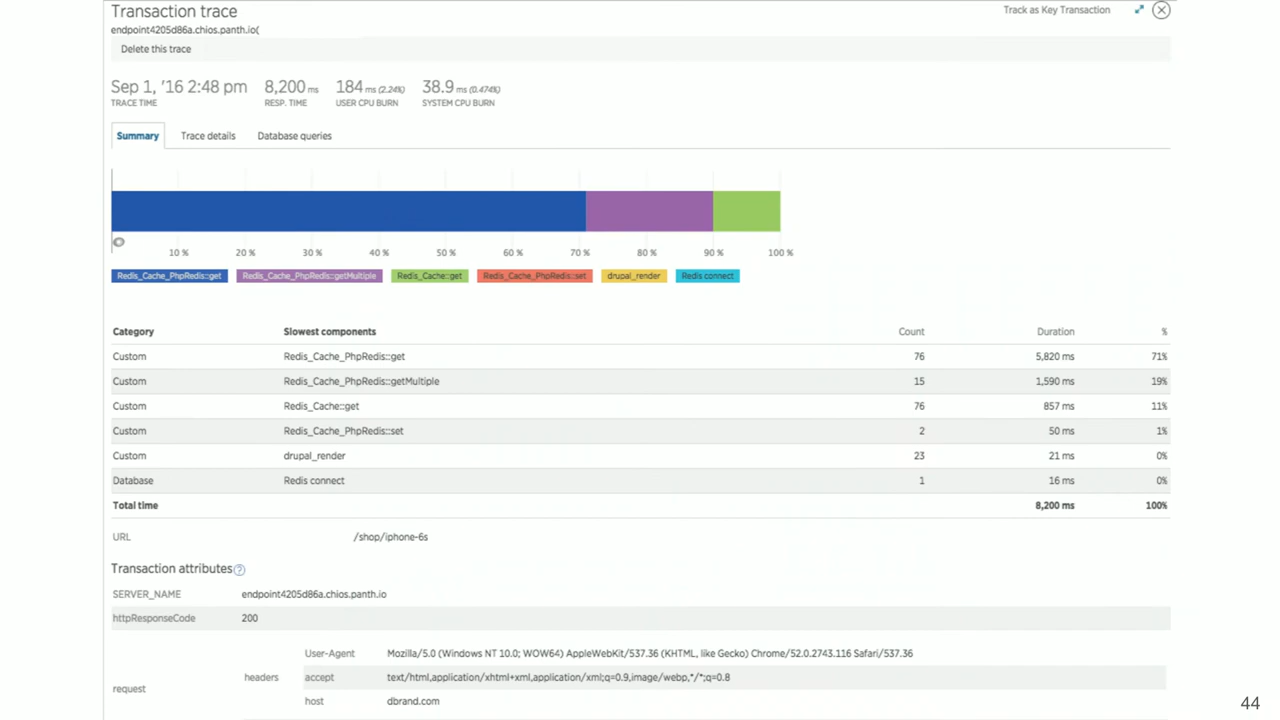 Transaction trace
Track as Key Transaction
endpoint4205d86a.chios.panth.io(
Delete this trace
Sep 1, '16 2:48 pm 8,200 ms 184 ms (2.24%) 38.9 ms (0.474%)
TRACE TIME RESP. TIME USER CPU BURN SYSTEM CPU BURN
Summary Trace details Database queries
10 % 20 % 30 % 40 % 50 % 60 % 70 % 80 % 90 % 100 %
Redis_Cache_PhpRedis::get Redis_Cache_PhpRedis::getMultiple Redis_Cache::get Redis_Cache_PhpRedis::set drupal_render Redis connect
Category Slowest components Count Duration %
Custom Redis_Cache_PhpRedis::get 76 5,820 ms 71%
Custom Redis_Cache_PhpRedis::getMultiple 15 1,590 ms 19%
Custom Redis_Cache::get 76 857 ms 11%
Custom Redis_Cache_PhpRedis::set 2 50 ms 1%
Custom drupal_render 23 21 ms 0%
Database Redis connect 1 16 ms 0%
Total time 8,200 ms 100%
URL /shop/iphone-6s
Transaction attributes ?
SERVER_NAME endpoint4205d86a.chios.panth.io
httpResponseCode 200
User-Agent Mozilla/5.0 (Windows NT 10.0; WOW64) AppleWebKit/537.36 (KHTML, like Gecko) Chrome/52.0.2743.116 Safari/537.36
headers accept text/html,application/xhtml+xml,application/xml;q=0.9,image/webp,*/*;q=0.8
request
host dbrand.com
44